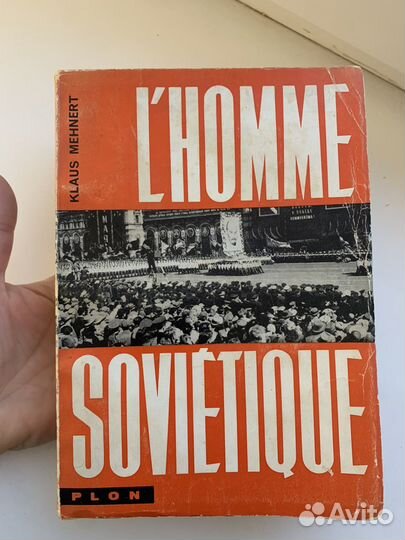 KLAUS MEHNERT
L'HOMME
SOVIÉTIQUE
PLON
Avito